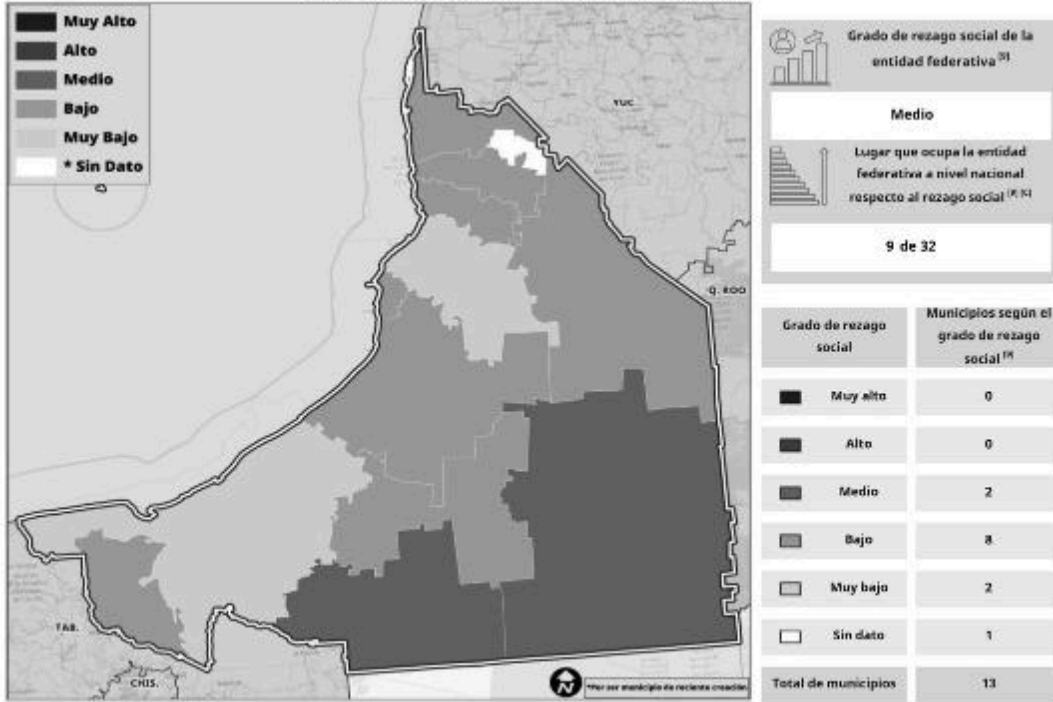 Muy Alto
Alto
Medio
Bajo
Muy Bajo
* Sin Dato
YUC.
Q. ROO
TAB.
CHIS.
N
*Por ser municipio de reciente creación.
Grado de rezago social de la
entidad federativa
Medio
Lugar que ocupa la entidad
federativa a nivel nacional
respecto al rezago social
9 de 32
Grado de rezago
social
Municipios según el
grado de rezago
social
Muy alto 0
Alto 0
Medio 2
Bajo 8
Muy bajo 2
Sin dato 1
Total de municipios 13